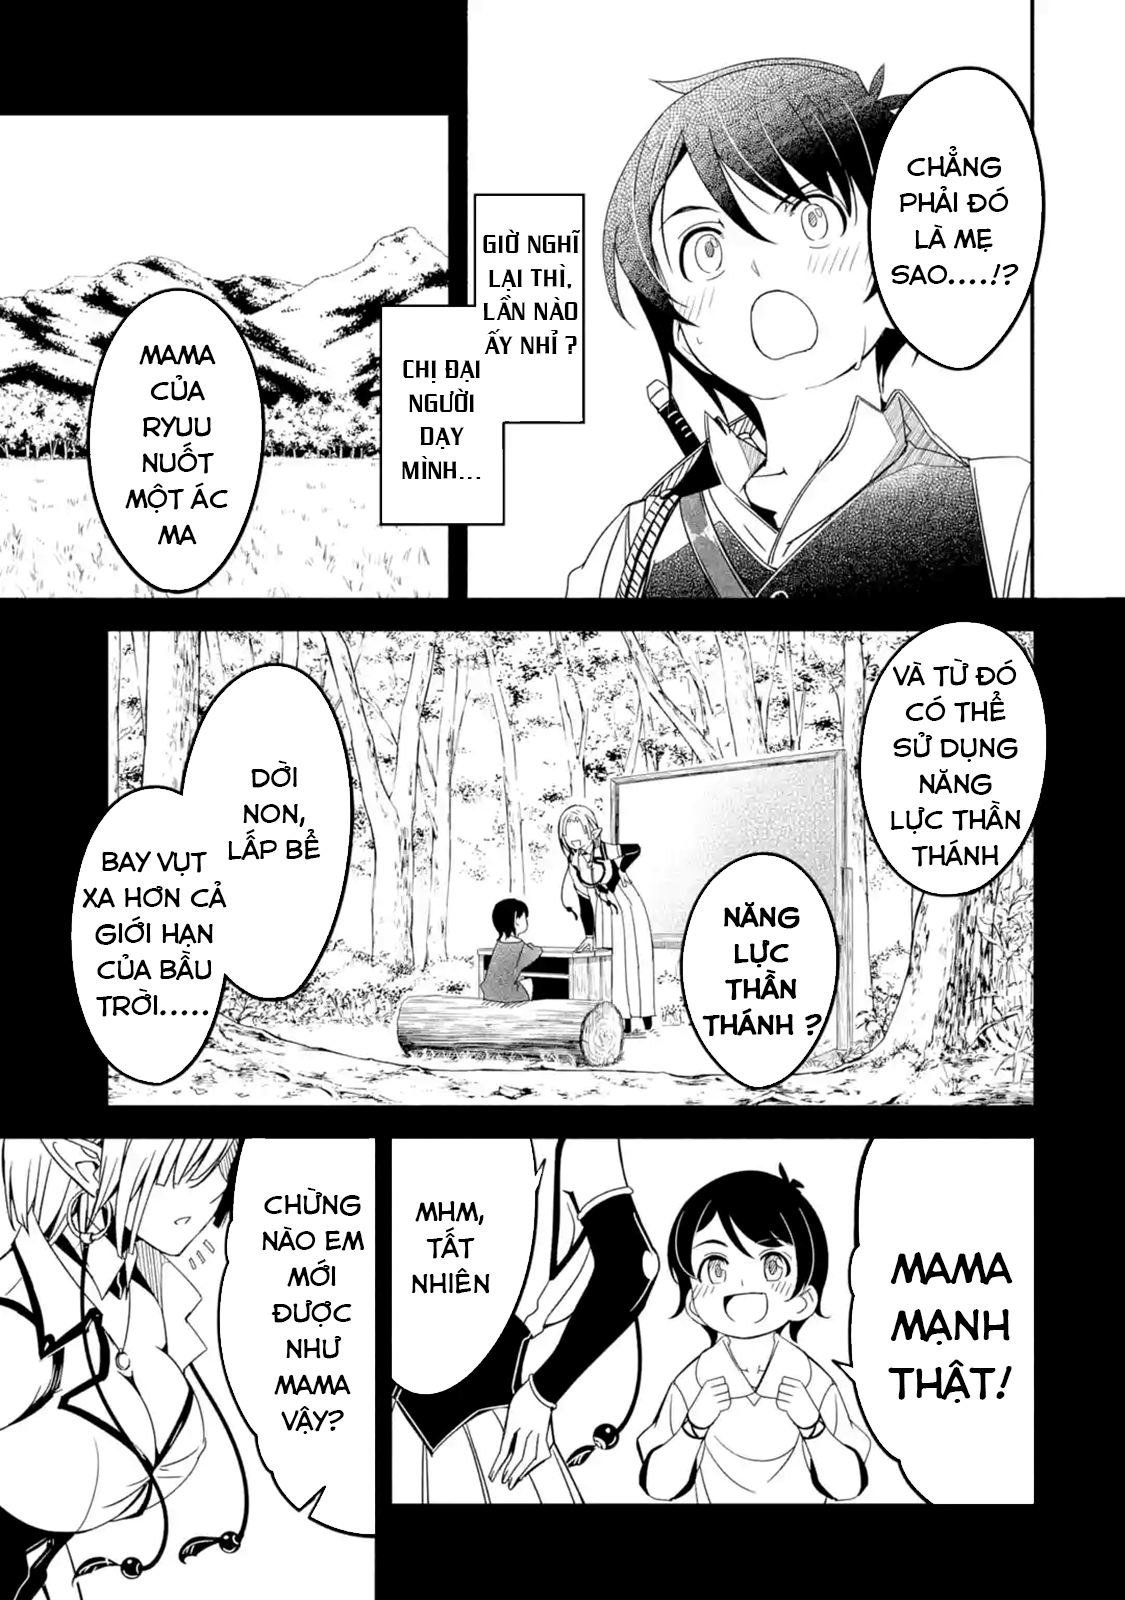 CHẲNG
PHẢI ĐÓ
LÀ MẸ
SAO....!?
GIỜ NGHĨ
LẠI THÌ,
LẦN NÀO
ẤY NHỈ ?
CHỊ ĐẠI
NGƯỜI
DẠY
MÌNH...
MAMA
CỦA
RYUU
NUỐT
MỘT ÁC
MA
VÀ TỪ ĐÓ
CÓ THỂ
SỬ DỤNG
NĂNG
LỰC THẦN
THÁNH
NĂNG
LỰC
THẦN
THÁNH ?
DỜI
NON,
LẤP BỂ
BAY VỤT
XA HƠN CẢ
GIỚI HẠN
CỦA BẦU
TRỜI.....
MAMA
MẠNH
THẬT!
MHM,
TẤT
NHIÊN
CHỪNG
NÀO EM
MỚI
ĐƯỢC
NHƯ
MAMA
VẬY?